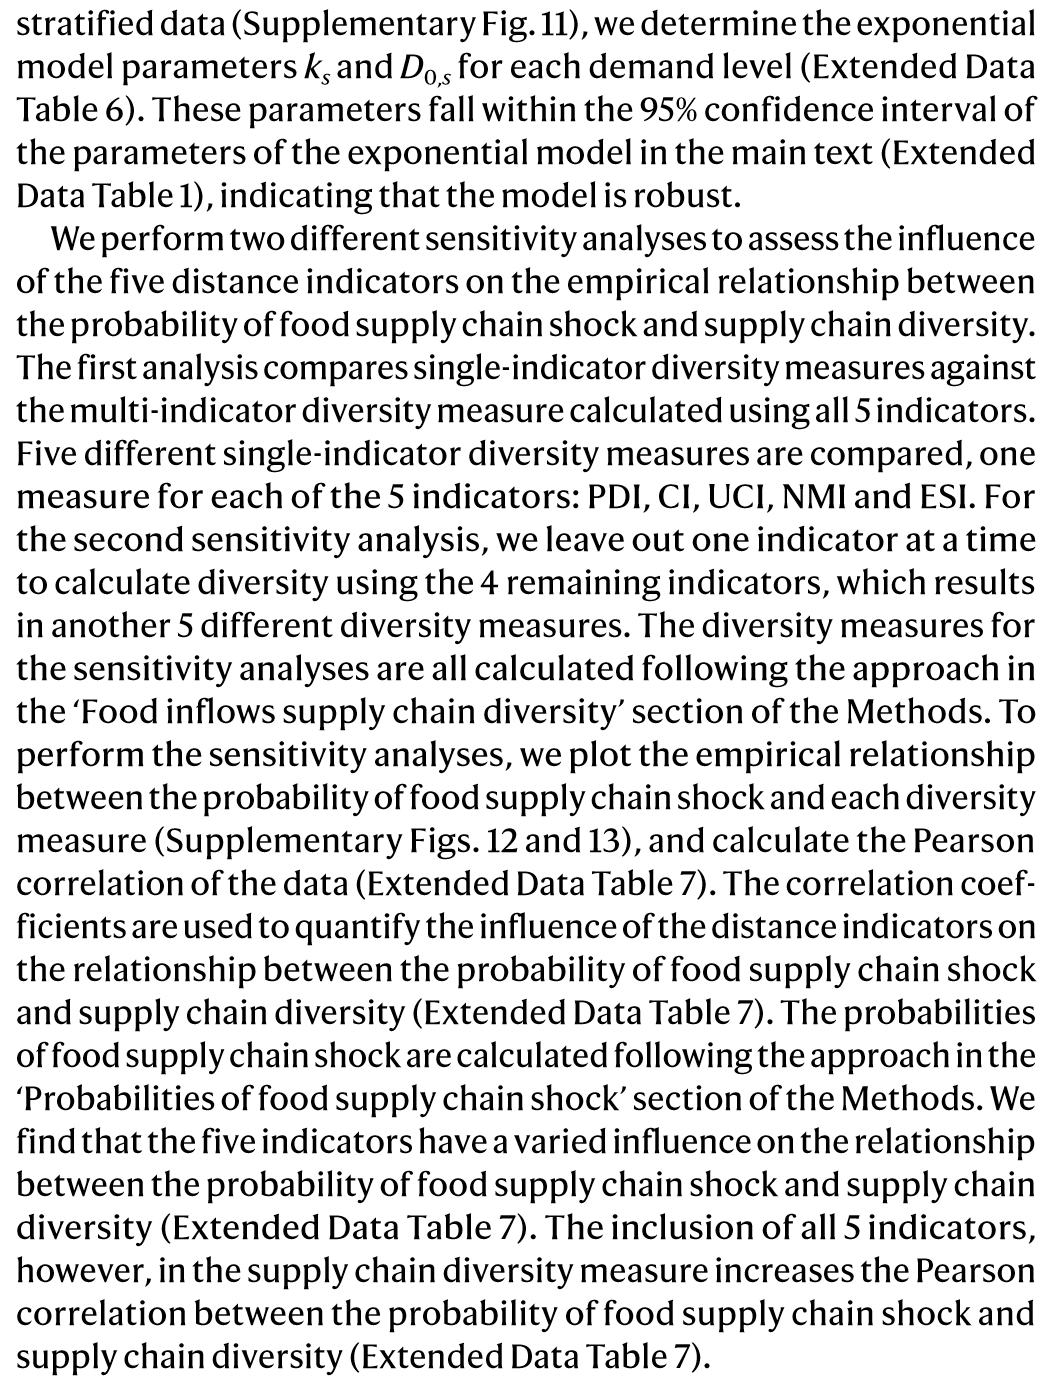 stratified data (Supplementary Fig. 11), we determine the exponential
model parameters kₛ and D₀,ₛ for each demand level (Extended Data
Table 6). These parameters fall within the 95% confidence interval of
the parameters of the exponential model in the main text (Extended
Data Table 1), indicating that the model is robust.
We perform two different sensitivity analyses to assess the influence
of the five distance indicators on the empirical relationship between
the probability of food supply chain shock and supply chain diversity.
The first analysis compares single-indicator diversity measures against
the multi-indicator diversity measure calculated using all 5 indicators.
Five different single-indicator diversity measures are compared, one
measure for each of the 5 indicators: PDI, CI, UCI, NMI and ESI. For
the second sensitivity analysis, we leave out one indicator at a time
to calculate diversity using the 4 remaining indicators, which results
in another 5 different diversity measures. The diversity measures for
the sensitivity analyses are all calculated following the approach in
the ‘Food inflows supply chain diversity’ section of the Methods. To
perform the sensitivity analyses, we plot the empirical relationship
between the probability of food supply chain shock and each diversity
measure (Supplementary Figs. 12 and 13), and calculate the Pearson
correlation of the data (Extended Data Table 7). The correlation coef-
ficients are used to quantify the influence of the distance indicators on
the relationship between the probability of food supply chain shock
and supply chain diversity (Extended Data Table 7). The probabilities
of food supply chain shock are calculated following the approach in the
‘Probabilities of food supply chain shock’ section of the Methods. We
find that the five indicators have a varied influence on the relationship
between the probability of food supply chain shock and supply chain
diversity (Extended Data Table 7). The inclusion of all 5 indicators,
however, in the supply chain diversity measure increases the Pearson
correlation between the probability of food supply chain shock and
supply chain diversity (Extended Data Table 7).